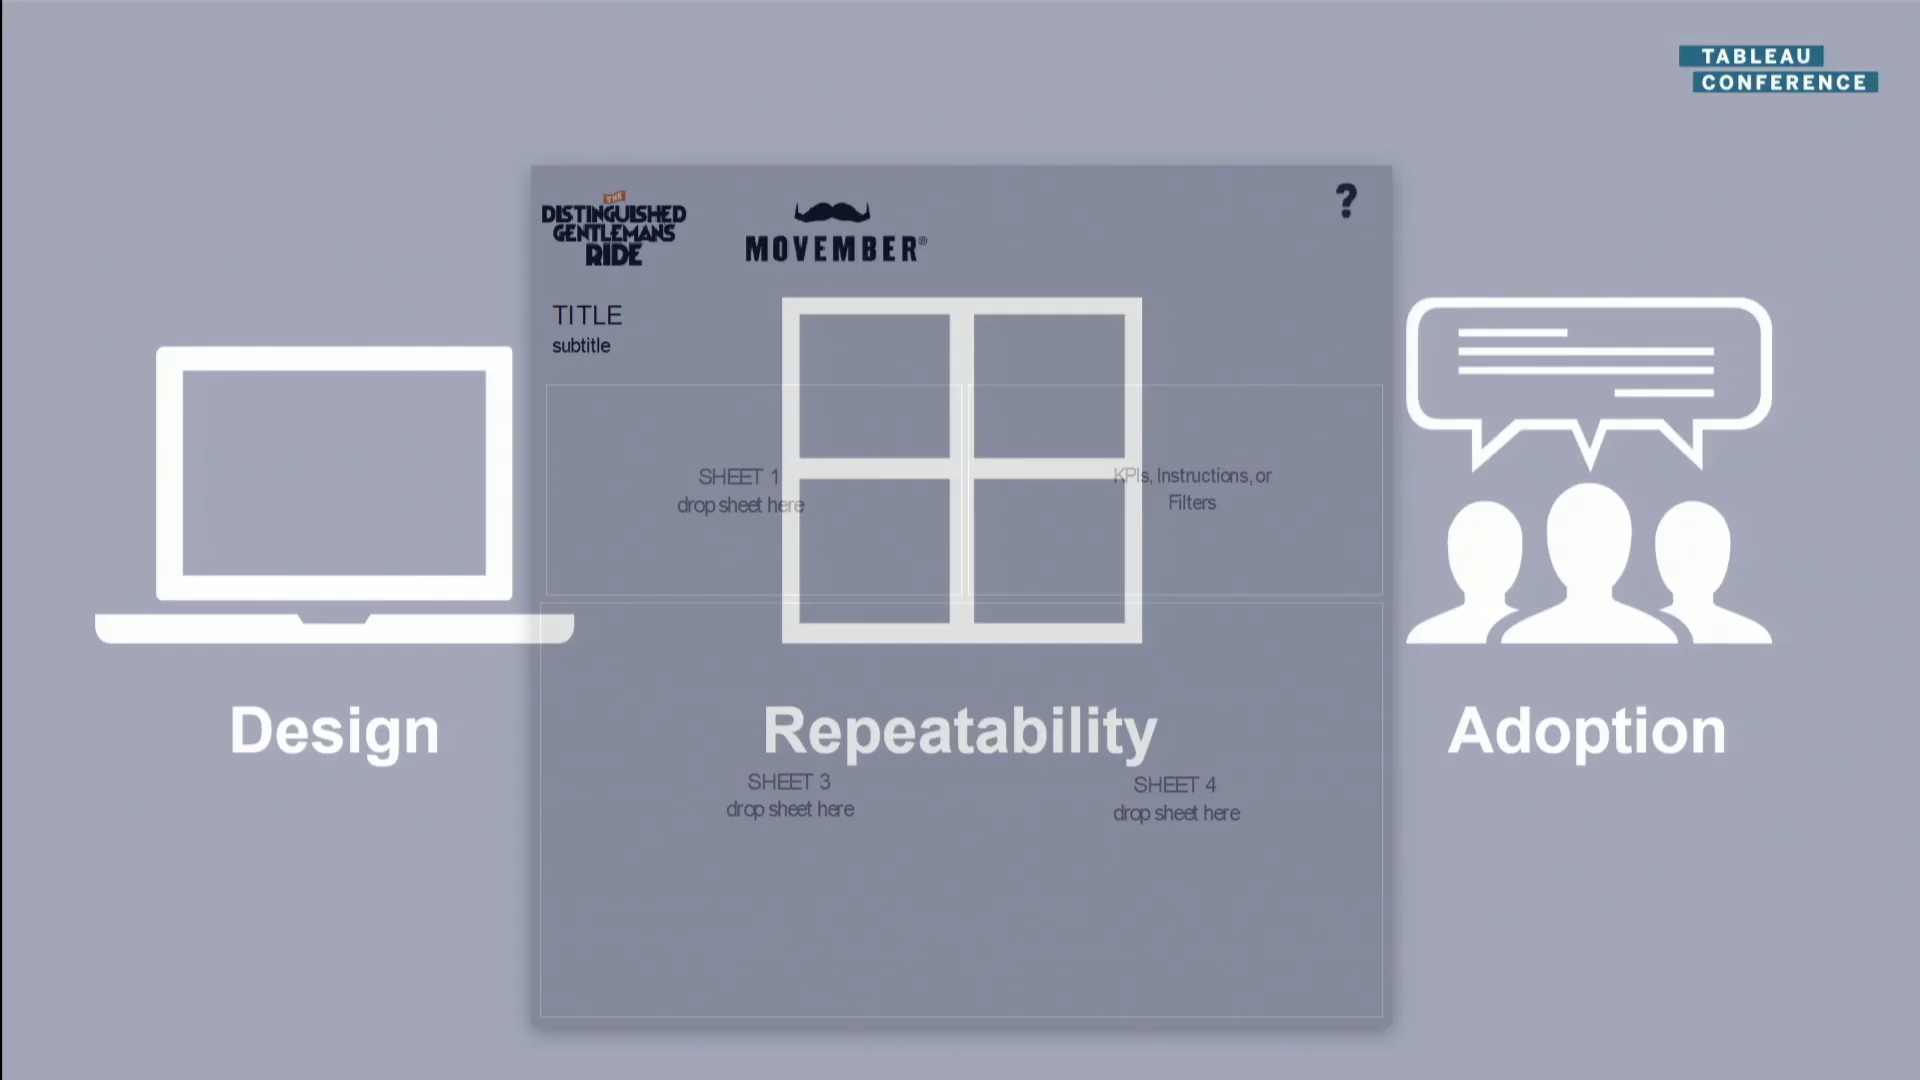 TABLEAU
CONFERENCE
THE
DISTINGUISHED
GENTLEMANS
RIDE
MOVEMBER®
?
TITLE
subtitle
SHEET 1
drop sheet here
KPIs, Instructions, or
Filters
Design
Repeatability
Adoption
SHEET 3
drop sheet here
SHEET 4
drop sheet here